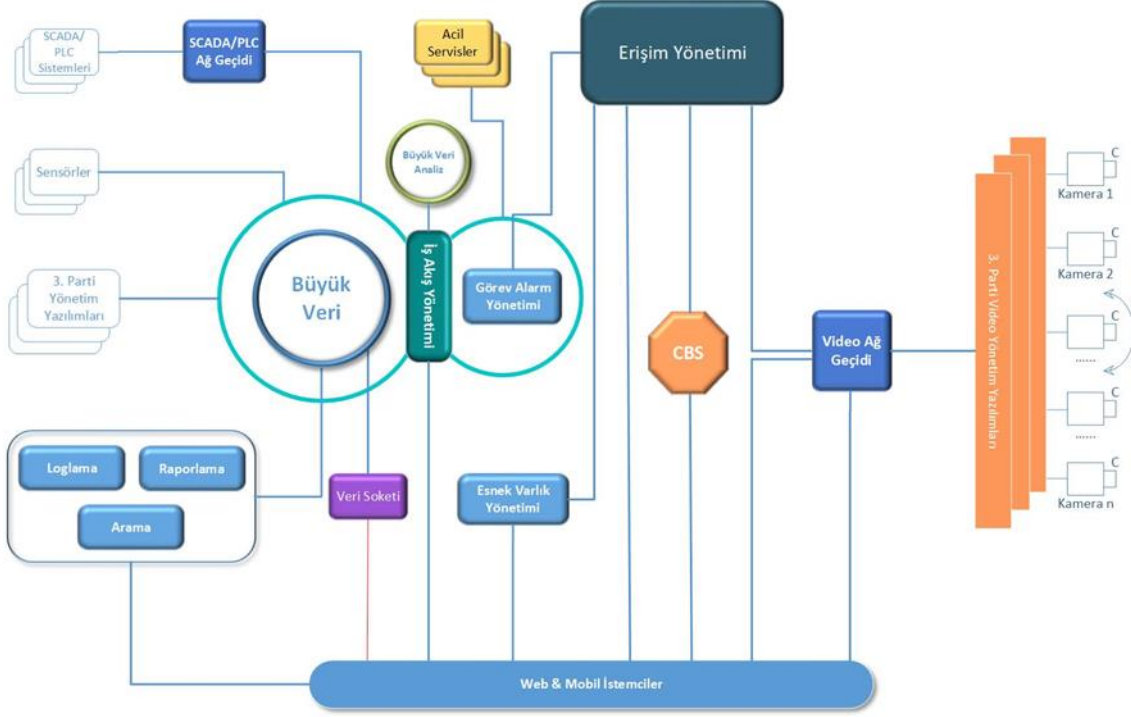 SCADA/
PLC
Sistemleri
SCADA/PLC
Ağ Geçidi
Acil
Servisler
Erişim Yönetimi
Büyük Veri
Analiz
Sensörler
3. Parti
Yönetim
Yazılımları
Büyük
Veri
İş Akış Yönetimi
Görev Alarm
Yönetimi
CBS
Video Ağ
Geçidi
3. Parti Video Yönetim Yazılımları
C
Kamera 1
C
Kamera 2
C
......
C
......
C
Kamera n
Loglama
Raporlama
Arama
Veri Soketi
Esnek Varlık
Yönetimi
Web & Mobil İstemciler